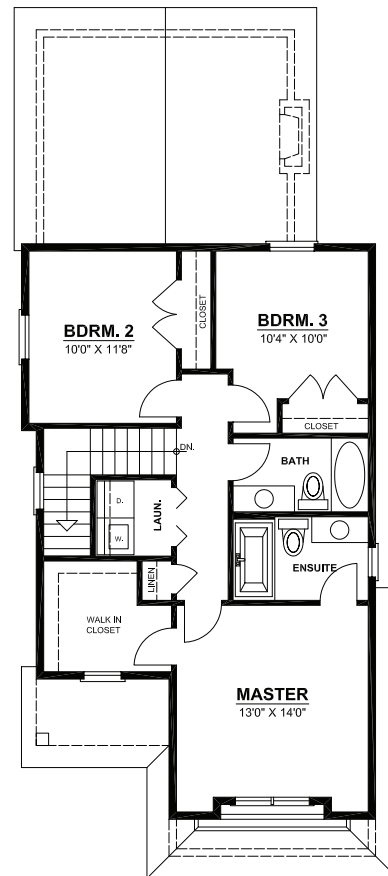 BDRM. 2
10'0" X 11'8"
CLOSET
BDRM. 3
10'4" X 10'0"
CLOSET
DN.
BATH
D.
W.
LAUN.
LINEN
ENSUITE
WALK IN
CLOSET
MASTER
13'0" X 14'0"